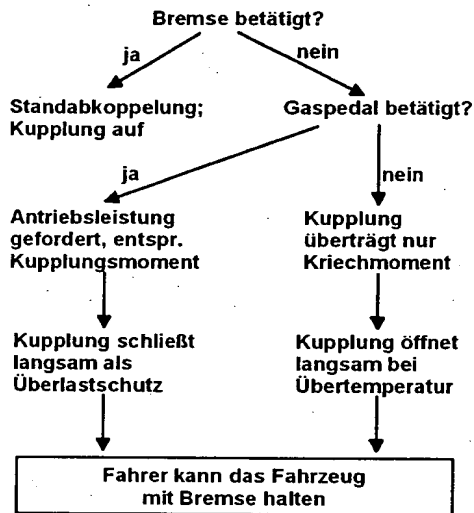 Bremse betätigt?
ja
nein
Standabkoppelung;
Kupplung auf
Gaspedal betätigt?
ja
nein
Antriebsleistung
gefordert, entspr.
Kupplungsmoment
Kupplung
überträgt nur
Kriechmoment
Kupplung schließt
langsam als
Überlastschutz
Kupplung öffnet
langsam bei
Übertemperatur
Fahrer kann das Fahrzeug
mit Bremse halten